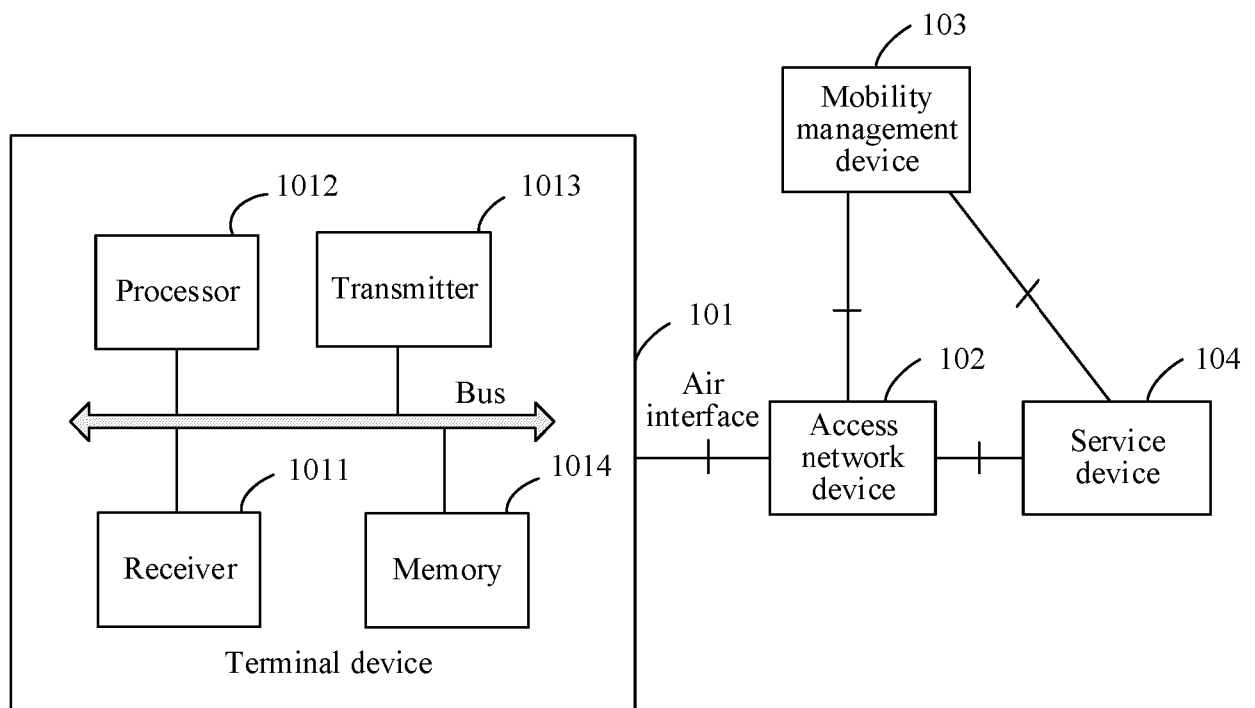 103
Mobility
management
device
1012
1013
Processor
Transmitter
101
Bus
Air
interface
102
Access
network
device
104
Service
device
1011
1014
Receiver
Memory
Terminal device